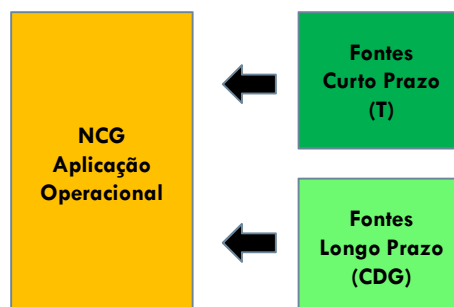 NCG
Aplicação
Operacional
Fontes
Curto Prazo
(T)
Fontes
Longo Prazo
(CDG)